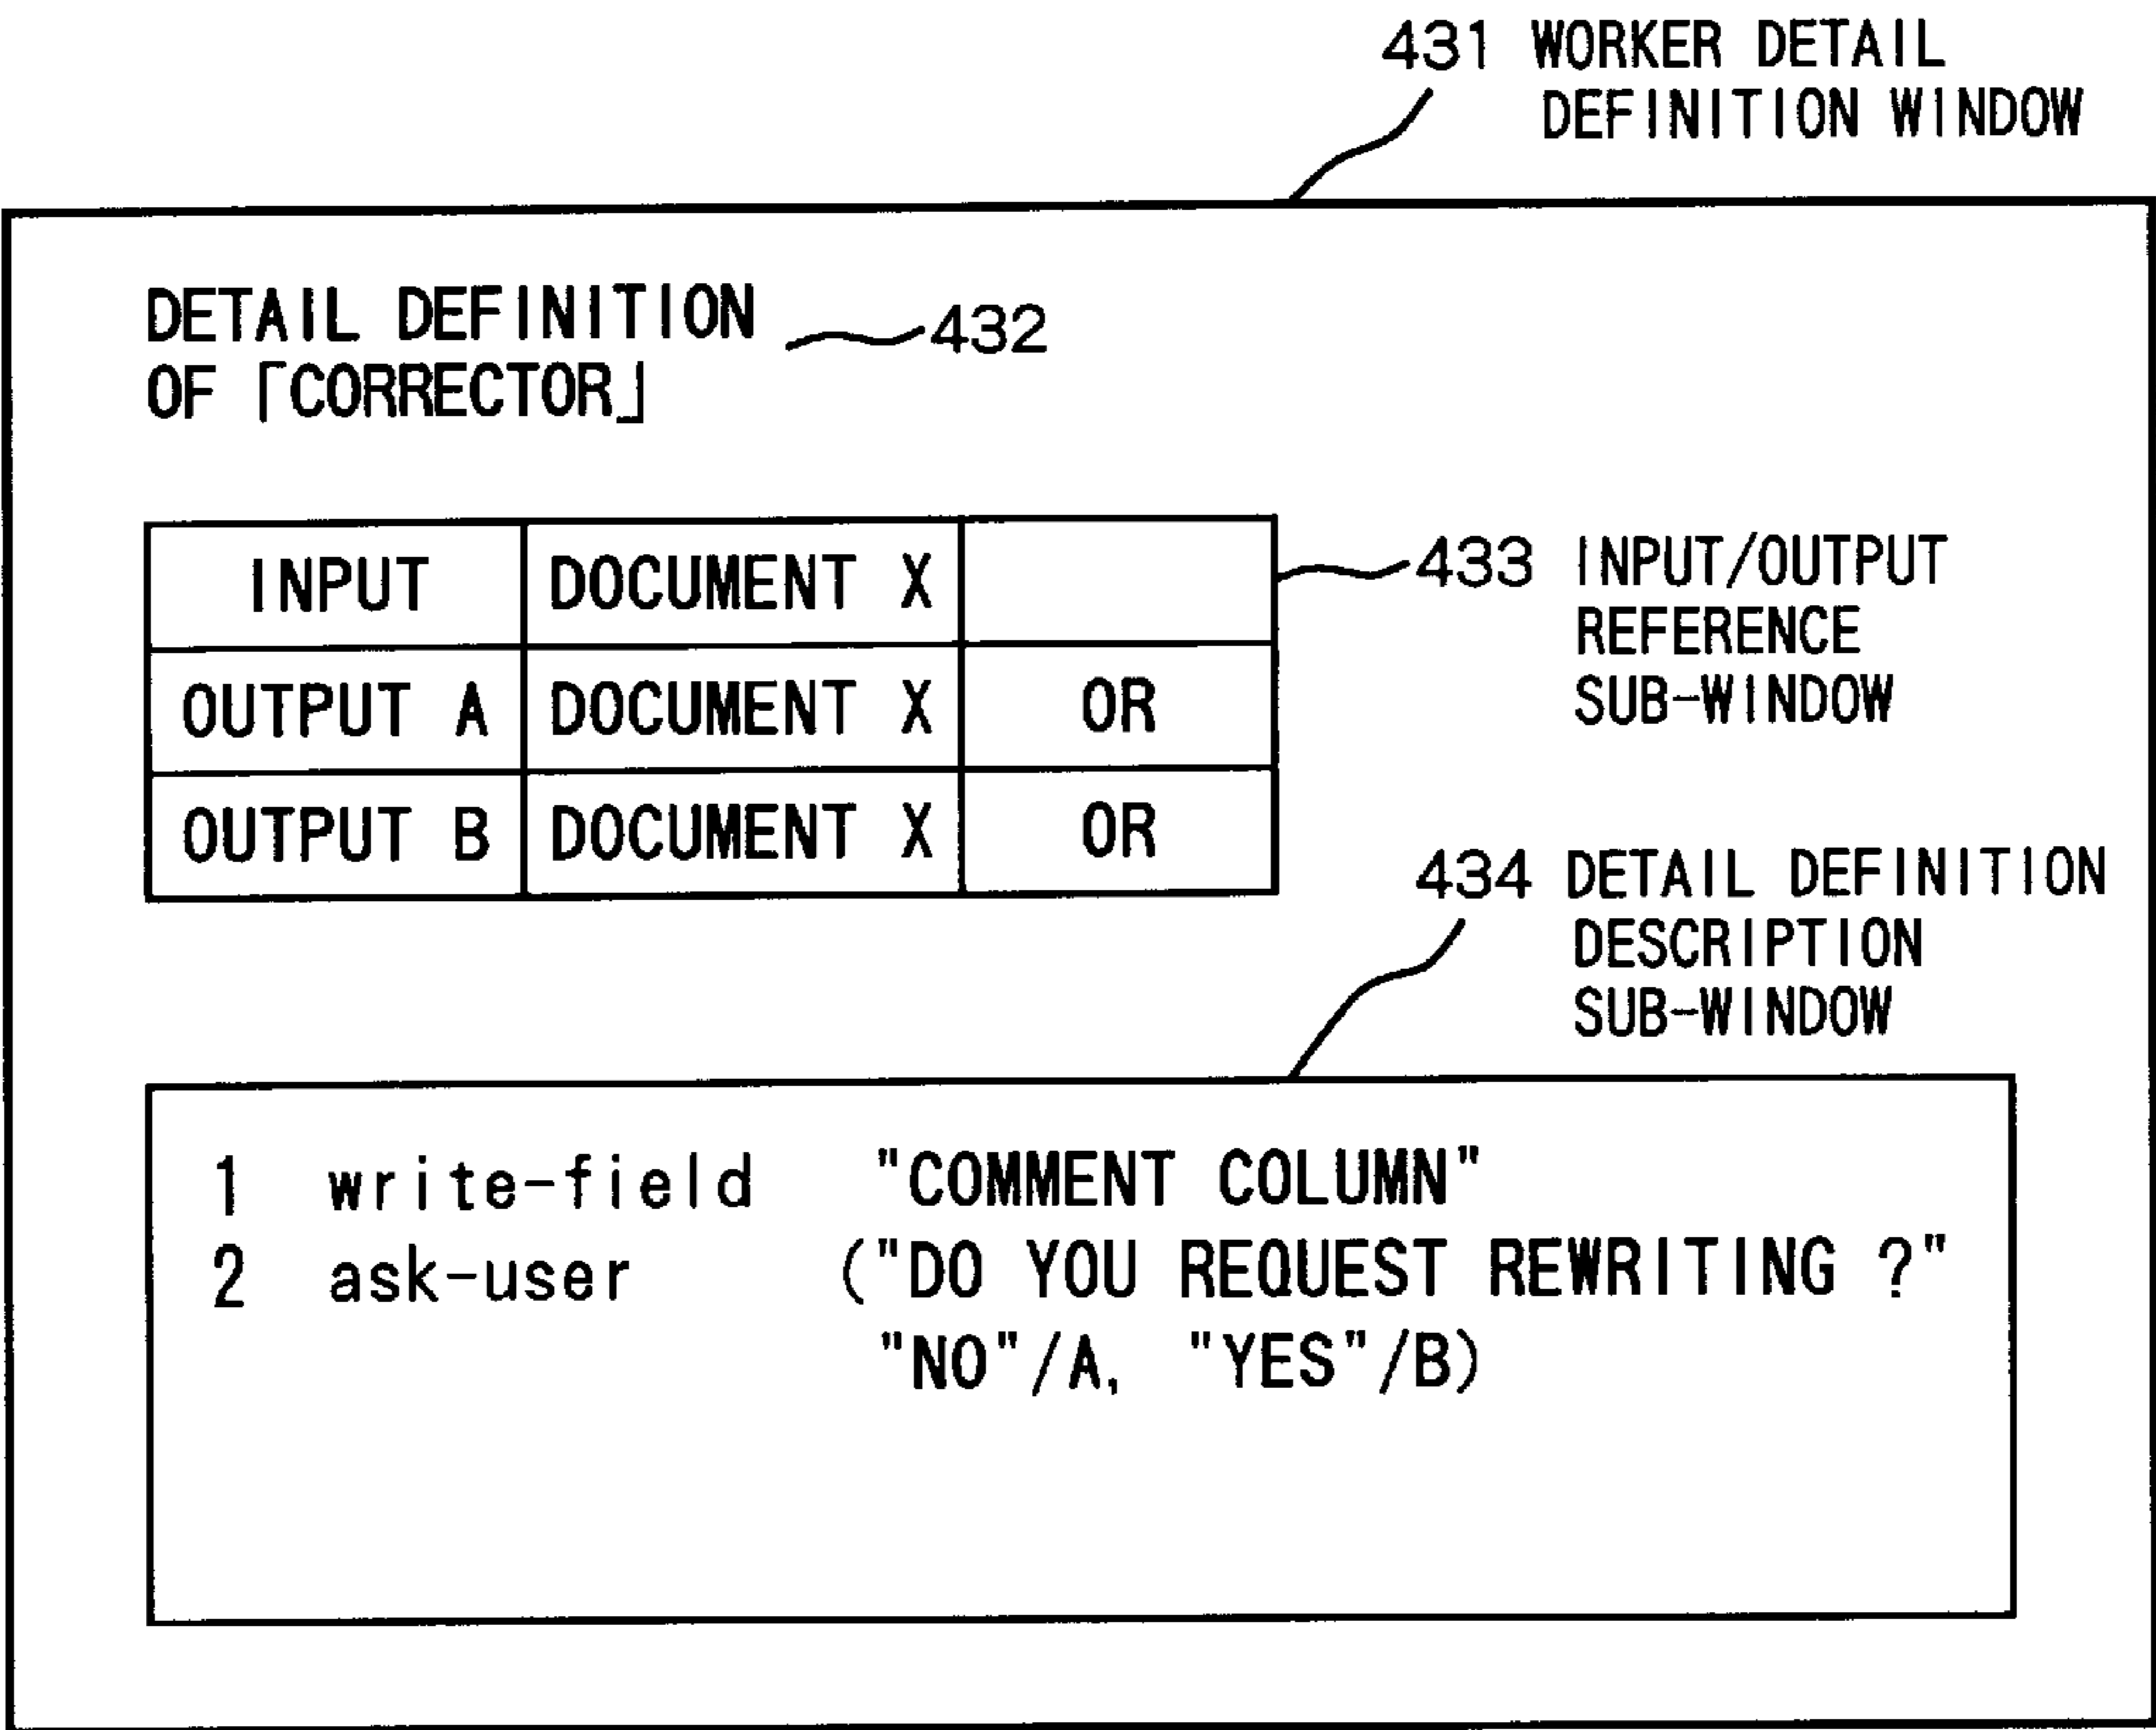 431 WORKER DETAIL
DEFINITION WINDOW
DETAIL DEFINITION
OF 「CORRECTOR」
432
INPUT DOCUMENT X
OUTPUT A DOCUMENT X OR
OUTPUT B DOCUMENT X OR
433 INPUT/OUTPUT
REFERENCE
SUB-WINDOW
434 DETAIL DEFINITION
DESCRIPTION
SUB-WINDOW
1 write-field "COMMENT COLUMN"
2 ask-user ("DO YOU REQUEST REWRITING ?"
"NO"/A, "YES"/B)